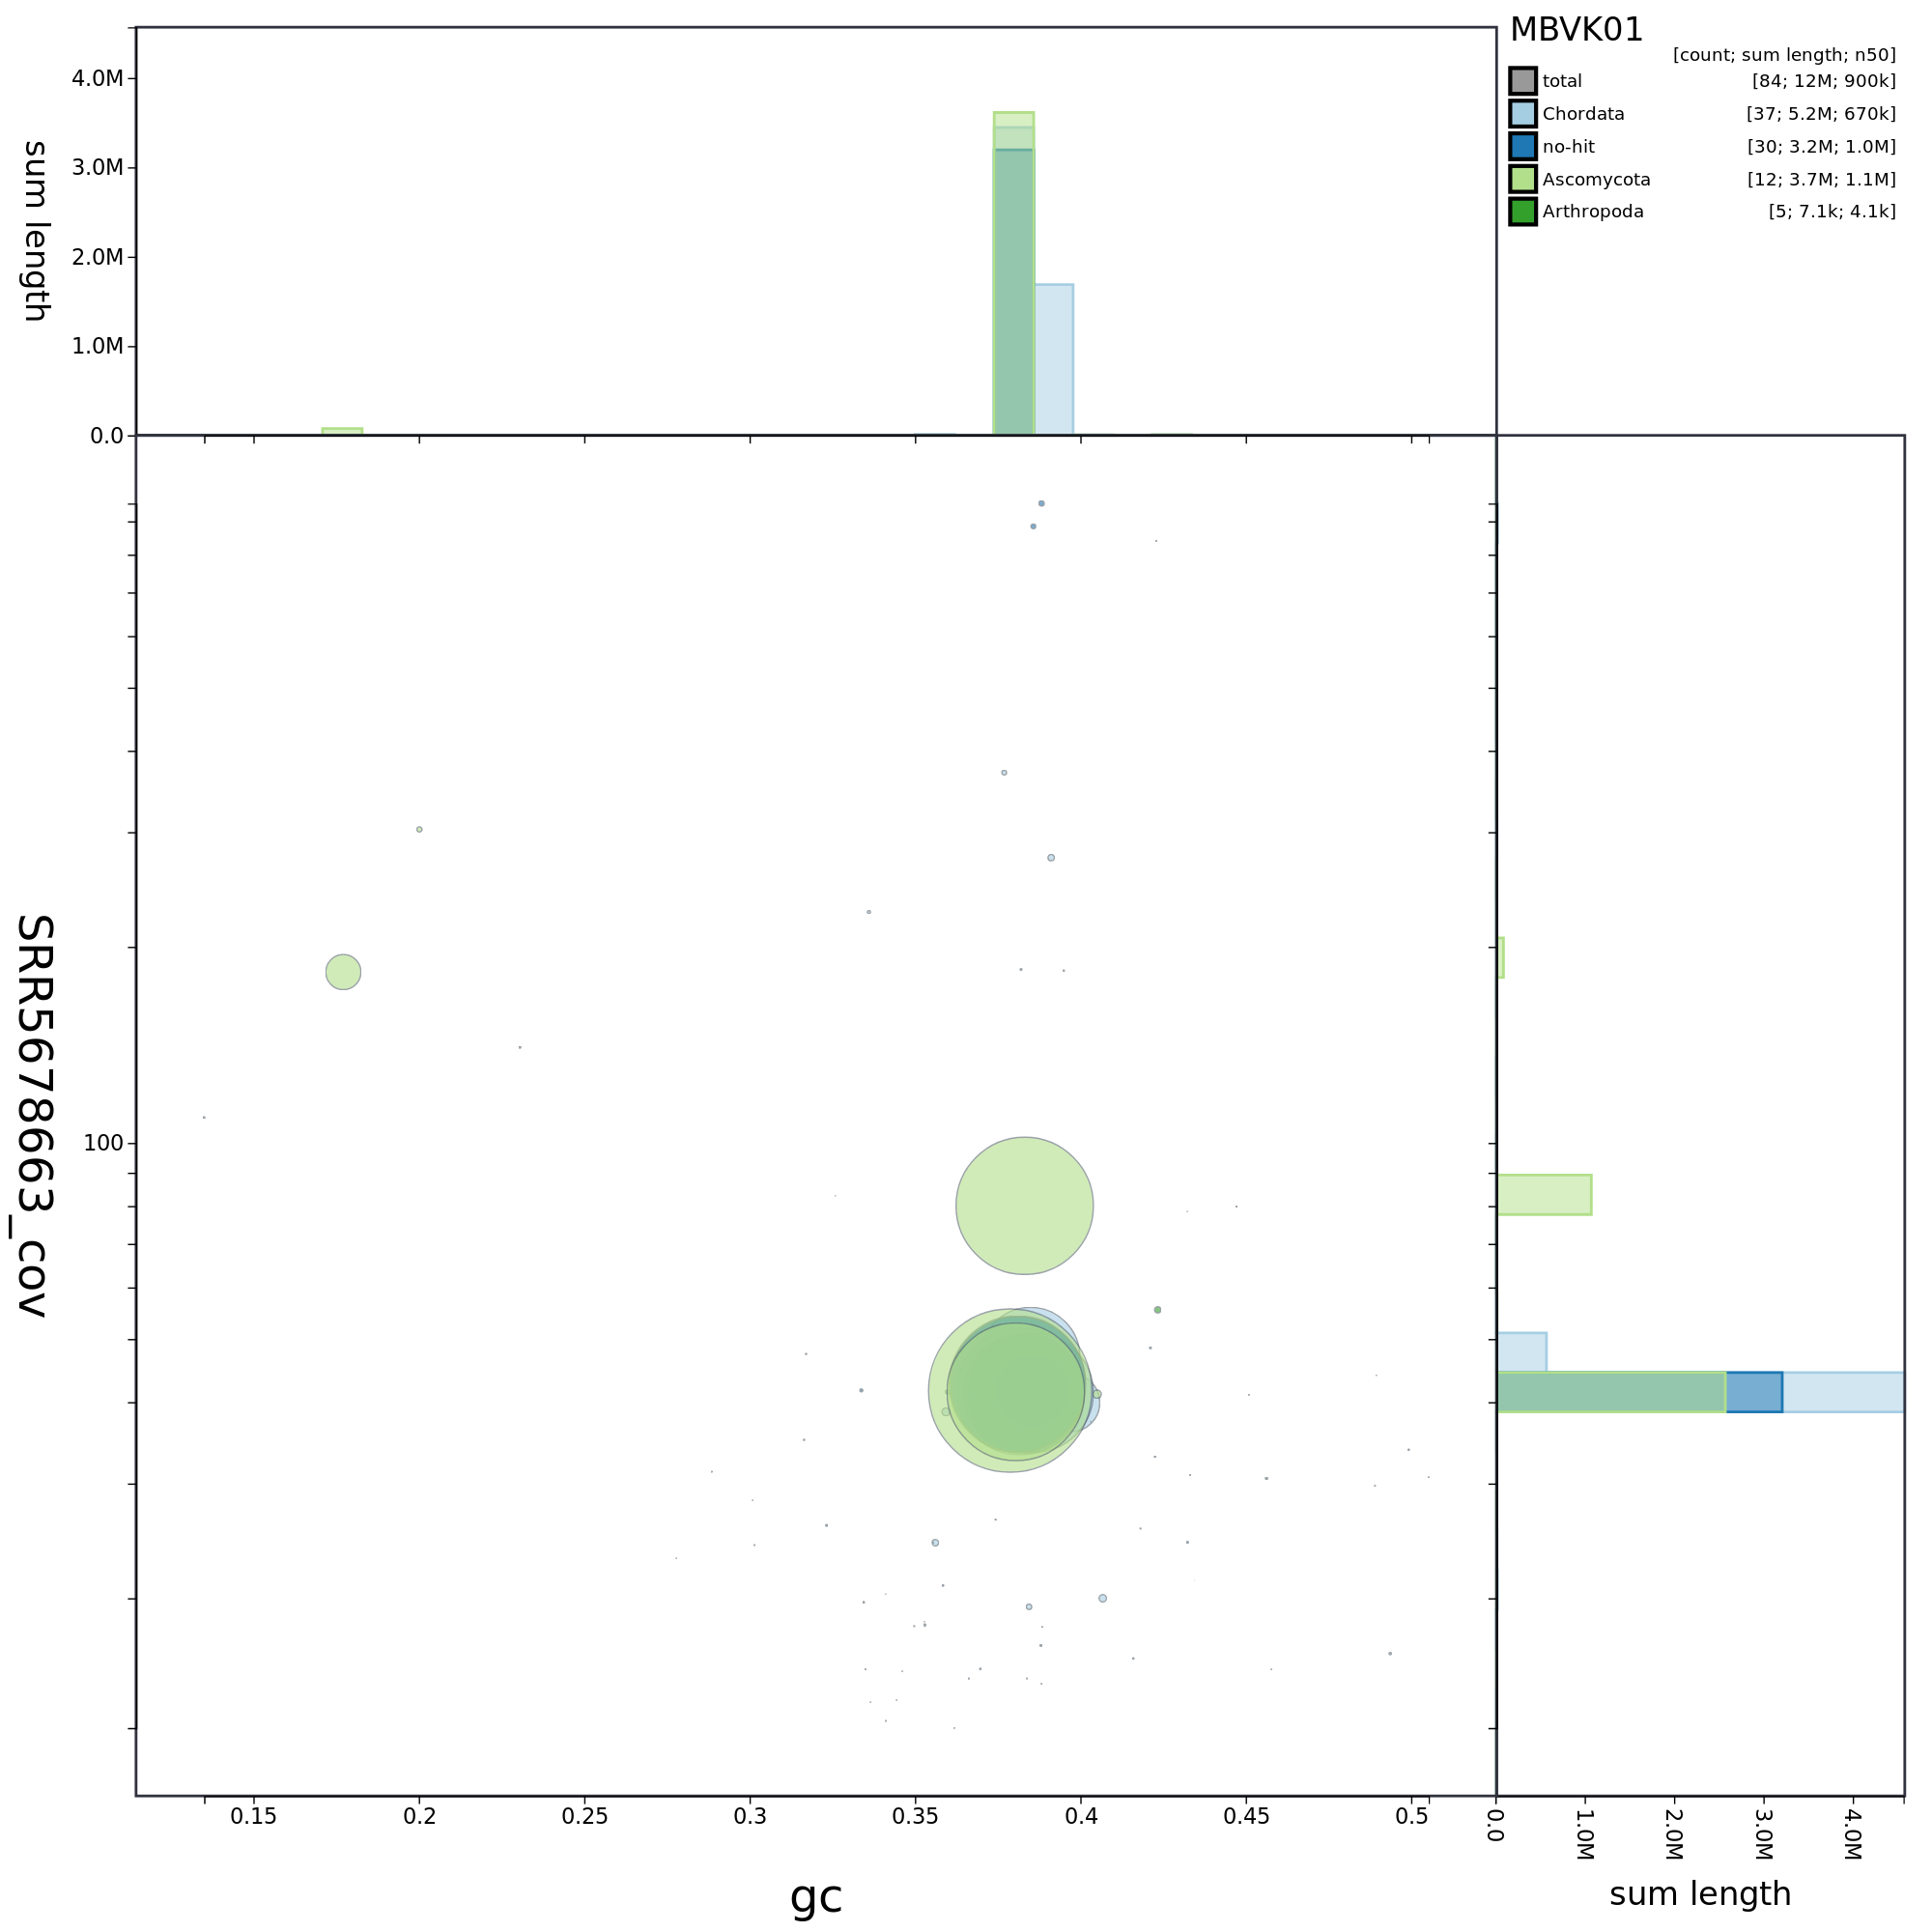 MBVK01
[count; sum length; n50]
total [84; 12M; 900k]
Chordata [37; 5.2M; 670k]
no-hit [30; 3.2M; 1.0M]
Ascomycota [12; 3.7M; 1.1M]
Arthropoda [5; 7.1k; 4.1k]
sum length
4.0M
3.0M
2.0M
1.0M
0.0
SRR5678663_cov
100
0.15 0.2 0.25 0.3 0.35 0.4 0.45 0.5
gc
0.0 1.0M 2.0M 3.0M 4.0M
sum length